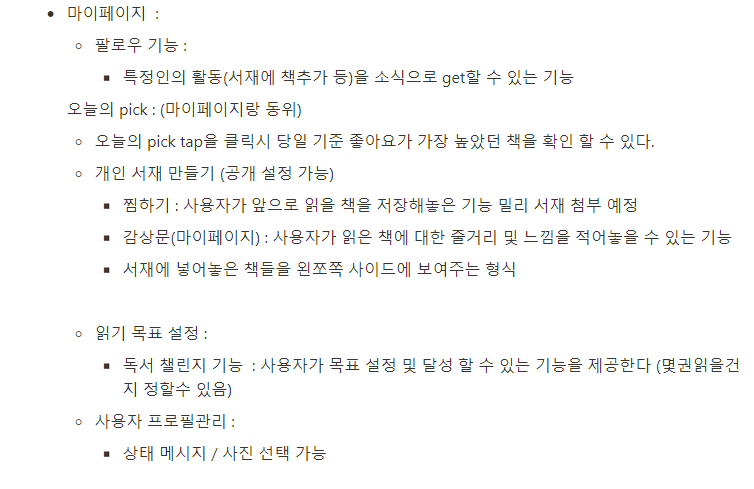 마이페이지 :
팔로우 기능 :
특정인의 활동(서재에 책추가 등)을 소식으로 get할 수 있는 기능
오늘의 pick : (마이페이지랑 동위)
오늘의 pick tap을 클릭시 당일 기준 좋아요가 가장 높았던 책을 확인 할 수 있다.
개인 서재 만들기 (공개 설정 가능)
찜하기 : 사용자가 앞으로 읽을 책을 저장해놓은 기능 밀리 서재 첨부 예정
감상문(마이페이지) : 사용자가 읽은 책에 대한 줄거리 및 느낌을 적어놓을 수 있는 기능
서재에 넣어놓은 책들을 왼쪼쪽 사이드에 보여주는 형식
읽기 목표 설정 :
독서 챌린지 기능 : 사용자가 목표 설정 및 달성 할 수 있는 기능을 제공한다 (몇권읽을건
지 정할수 있음)
사용자 프로필관리 :
상태 메시지 / 사진 선택 가능